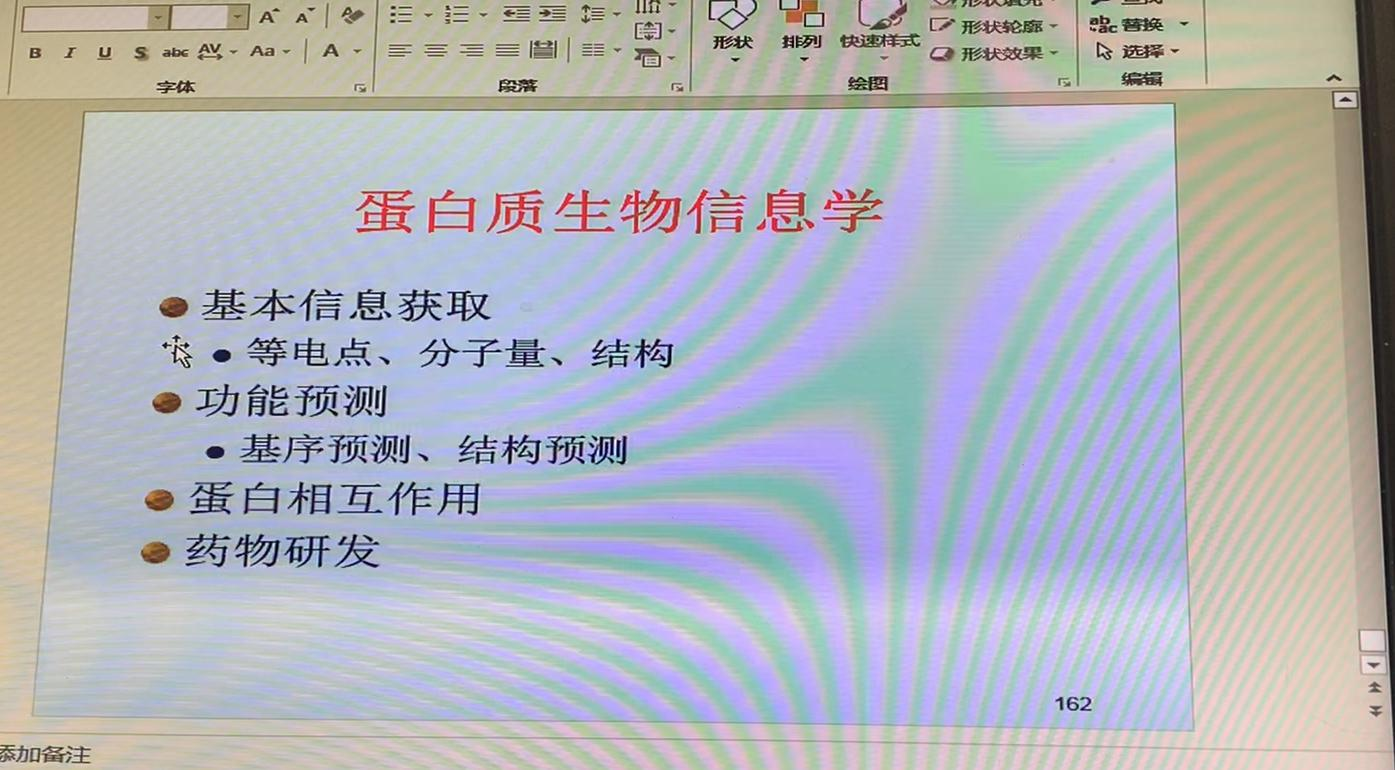 B I U S abc AV Aa A
字体
段落
形状
排列
快速样式
形状轮廓
形状效果
绘图
替换
选择
编辑
蛋白质生物信息学
基本信息获取
等电点、分子量、结构
功能预测
基序预测、结构预测
蛋白相互作用
药物研发
162
添加备注